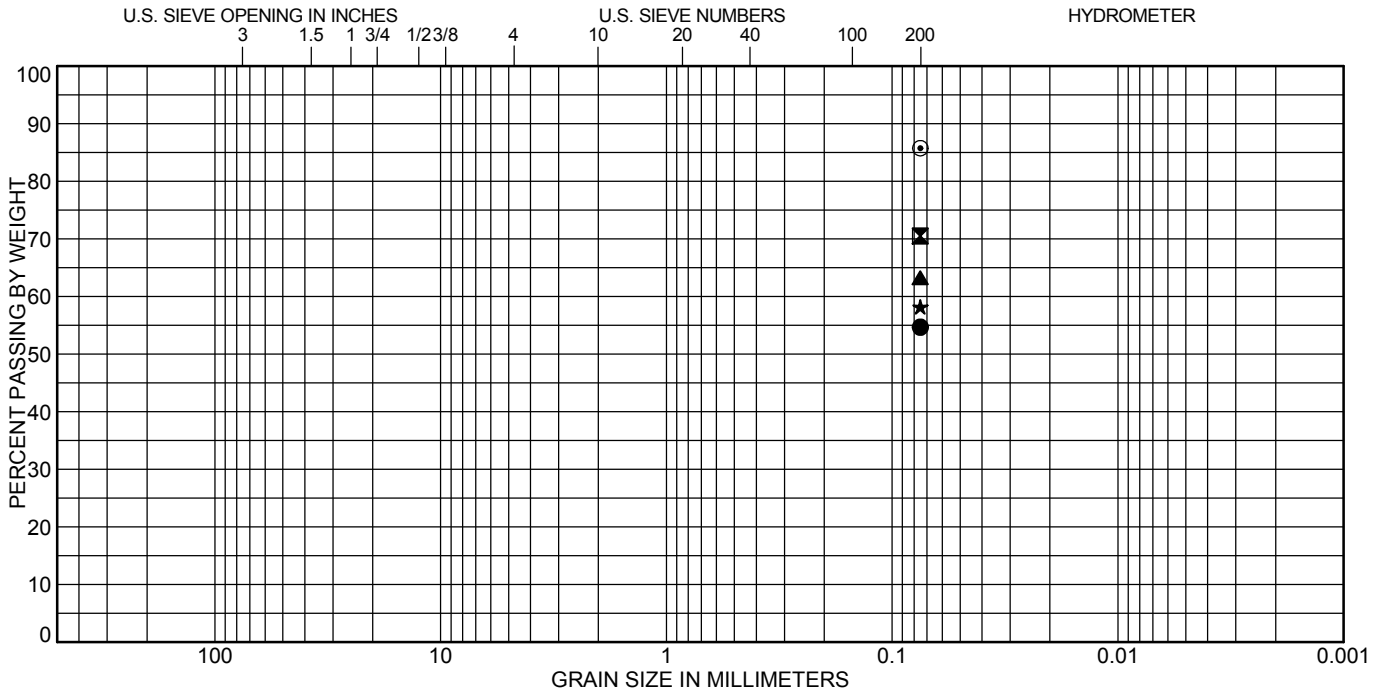 U.S. SIEVE OPENING IN INCHES U.S. SIEVE NUMBERS HYDROMETER
3 1.5 1 3/4 1/2 3/8 4 10 20 40 100 200
100
90
80
70
60
50
40
30
20
10
0
PERCENT PASSING BY WEIGHT
100 10 1 0.1 0.01 0.001
GRAIN SIZE IN MILLIMETERS